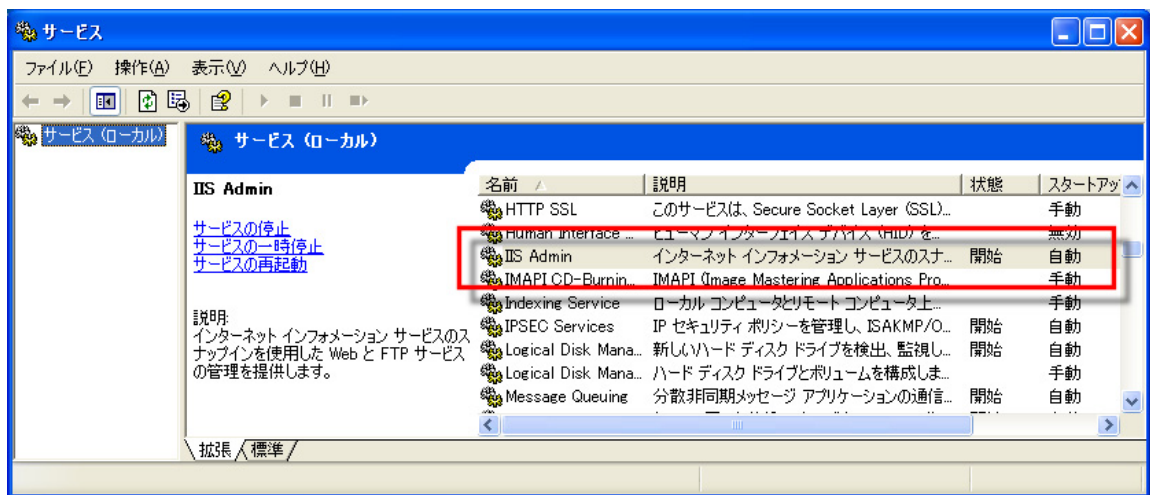 サービス
ファイル(F) 操作(A) 表示(V) ヘルプ(H)
サービス (ローカル)
サービス (ローカル)
IIS Admin
サービスの停止
サービスの一時停止
サービスの再起動
説明:
インターネット インフォメーション サービスのス
ナップインを使用した Web と FTP サービス
の管理を提供します。
名前 説明 状態 スタートアッ
HTTP SSL このサービスは、Secure Socket Layer (SSL)... 手動
Human Interface ... ヒューマン インターフェイス デバイス (HID) を... 無効
IIS Admin インターネット インフォメーション サービスのスナ... 開始 自動
IMAPI CD-Burnin... IMAPI (Image Mastering Applications Pro... 手動
Indexing Service ローカル コンピュータとリモート コンピュータ上... 手動
IPSEC Services IP セキュリティ ポリシーを管理し、ISAKMP/O... 開始 自動
Logical Disk Mana... 新しいハード ディスク ドライブを検出、監視し... 開始 自動
Logical Disk Mana... ハード ディスク ドライブとボリュームを構成しま... 手動
Message Queuing 分散非同期メッセージ アプリケーションの通信... 開始 自動
拡張 標準